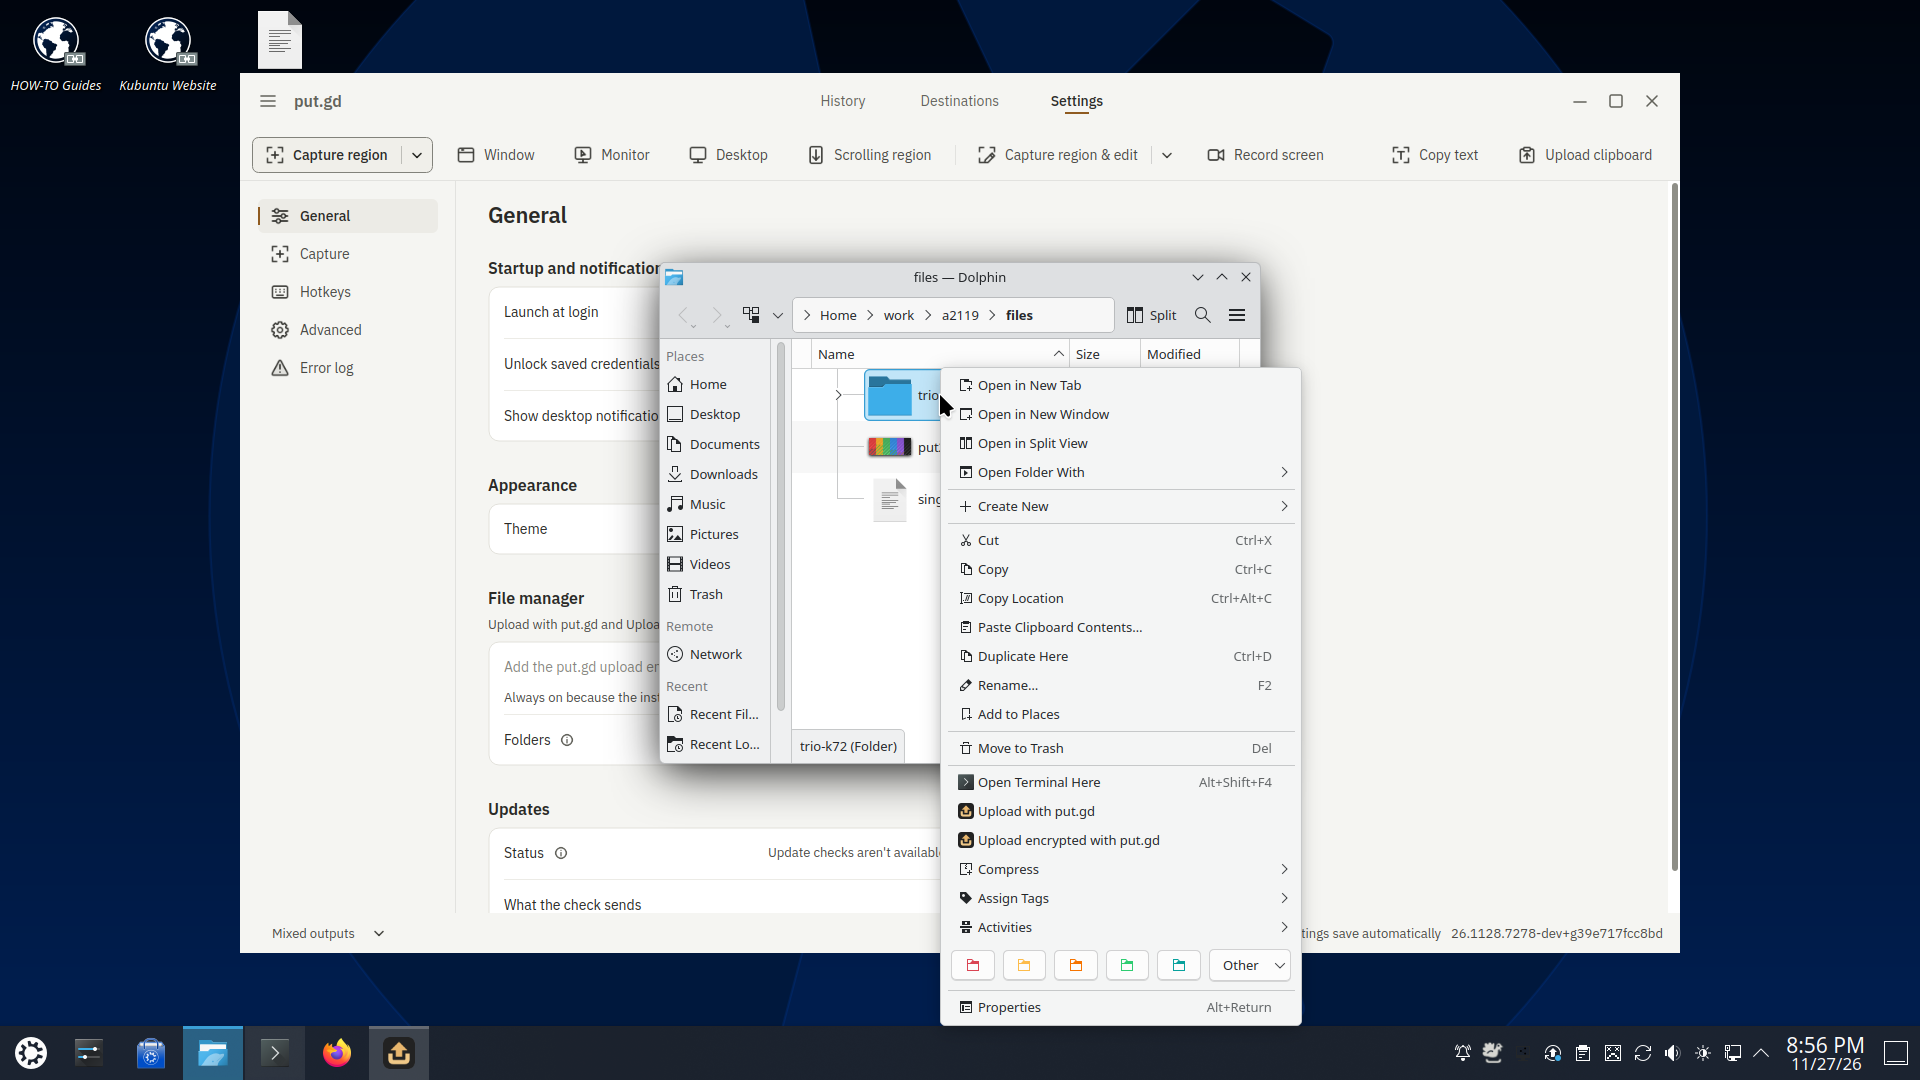 HOW-TO Guides
Kubuntu Website
put.gd
History
Destinations
Settings
Capture region
Window
Monitor
Desktop
Scrolling region
Capture region & edit
Record screen
Copy text
Upload clipboard
General
Capture
Hotkeys
Advanced
Error log
General
Startup and notification
Launch at login
Unlock saved credentials
Show desktop notificatio
Appearance
Theme
File manager
Upload with put.gd and Uploa
Add the put.gd upload en
Always on because the inst
Folders
Updates
Status
Update checks aren't availabl
What the check sends
Mixed outputs
tings save automatically
26.1128.7278-dev+g39e717fcc8bd
files — Dolphin
Home
work
a2119
files
Split
Places
Home
Desktop
Documents
Downloads
Music
Pictures
Videos
Trash
Remote
Network
Recent
Recent Fil...
Recent Lo...
Name
Size
Modified
trio
put
sing
trio-k72 (Folder)
Open in New Tab
Open in New Window
Open in Split View
Open Folder With
Create New
Cut Ctrl+X
Copy Ctrl+C
Copy Location Ctrl+Alt+C
Paste Clipboard Contents...
Duplicate Here Ctrl+D
Rename... F2
Add to Places
Move to Trash Del
Open Terminal Here Alt+Shift+F4
Upload with put.gd
Upload encrypted with put.gd
Compress
Assign Tags
Activities
Other
Properties Alt+Return
8:56 PM
11/27/26